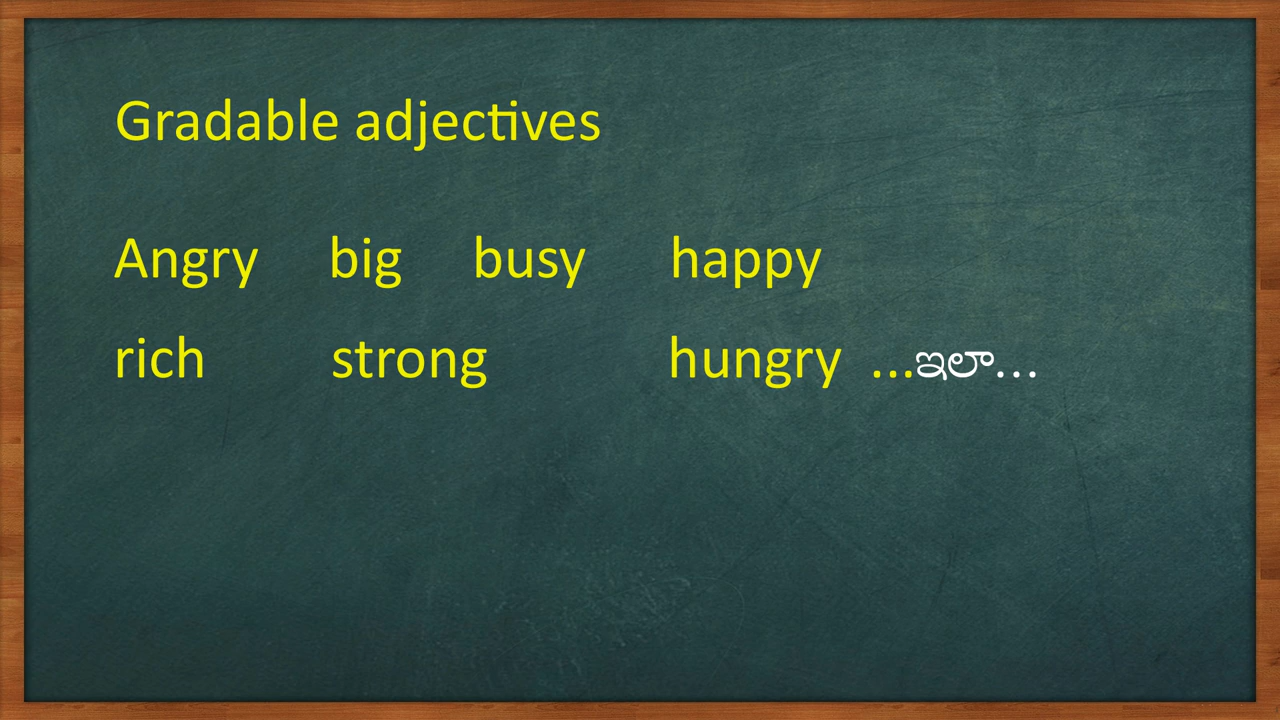 Gradable adjectives
Angry big busy happy
rich strong hungry ...ఇలా...